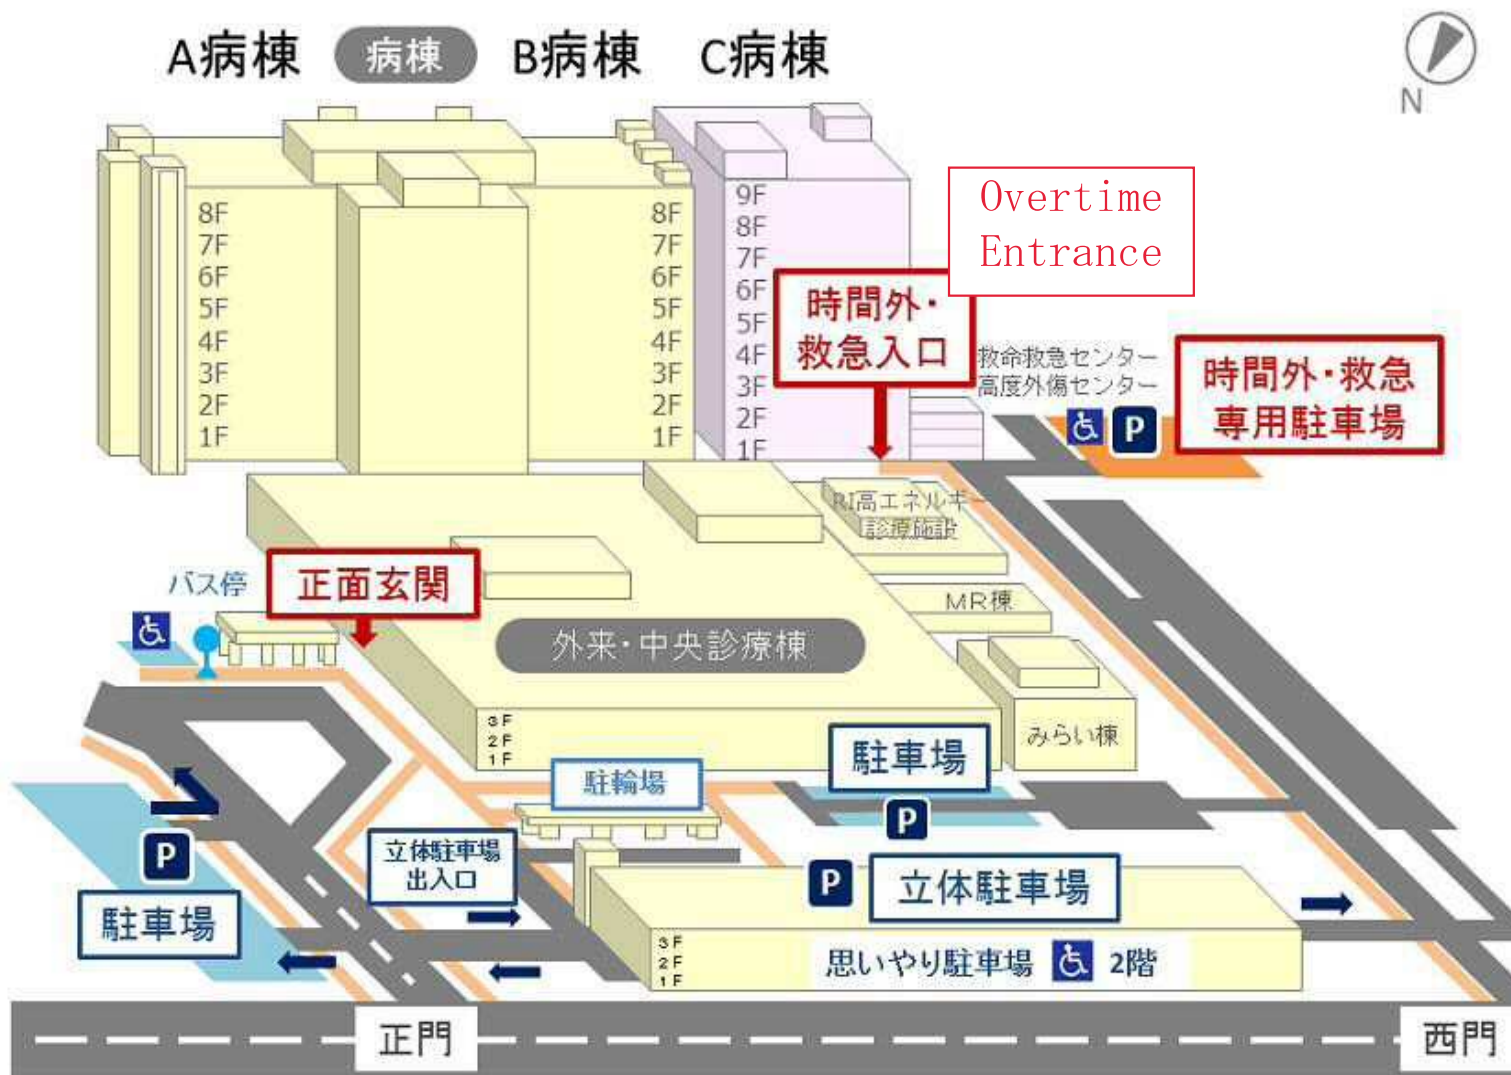 A病棟
病棟
B病棟
C病棟
N
Overtime
Entrance
8F
7F
6F
5F
4F
3F
2F
1F
8F
7F
6F
5F
4F
3F
2F
1F
9F
8F
7F
6F
5F
4F
3F
2F
1F
時間外・
救急入口
救命救急センター
高度外傷センター
P
時間外・救急
専用駐車場
RI高エネルギー
診療施設
バス停
正面玄関
MR棟
外来・中央診療棟
みらい棟
3F
2F
1F
駐車場
P
駐輪場
P
駐車場
立体駐車場
出入口
P
立体駐車場
3F
2F
1F
思いやり駐車場
2階
正門
西門